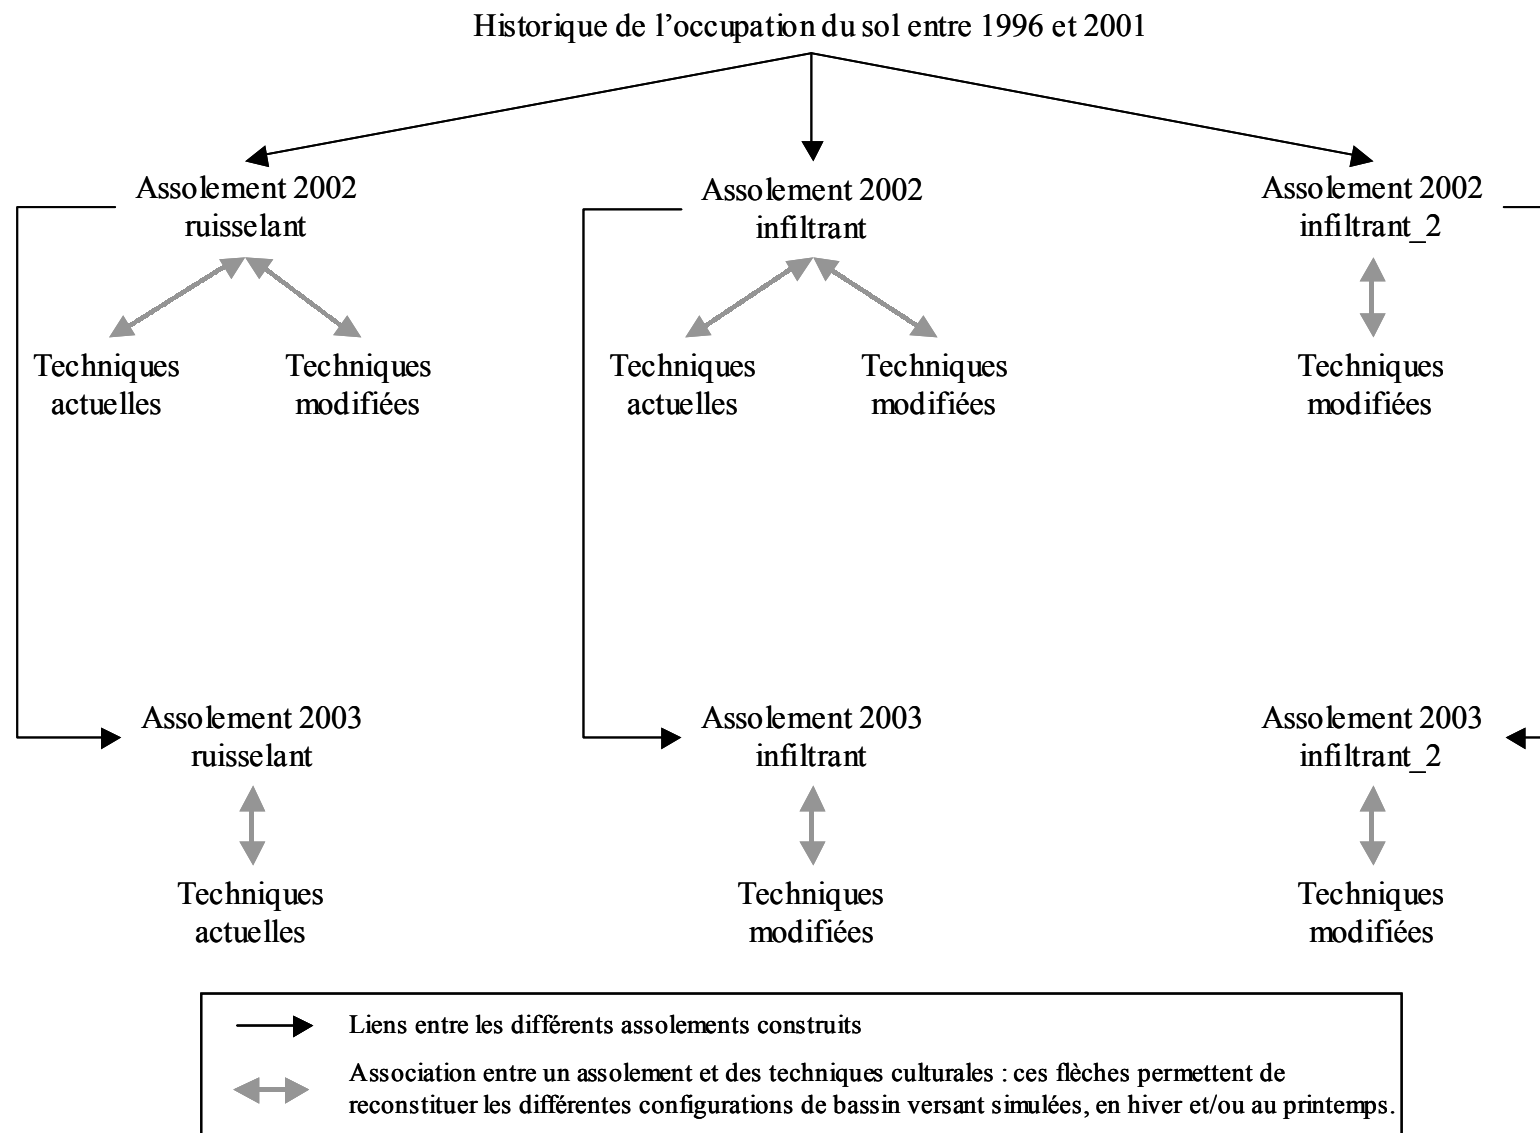 Historique de l'occupation du sol entre 1996 et 2001
Assolement 2002
ruisselant
Assolement 2002
infiltrant
Assolement 2002
infiltrant_2
Techniques
actuelles
Techniques
modifiées
Techniques
actuelles
Techniques
modifiées
Techniques
modifiées
Assolement 2003
ruisselant
Assolement 2003
infiltrant
Assolement 2003
infiltrant_2
Techniques
actuelles
Techniques
modifiées
Techniques
modifiées
Liens entre les différents assolements construits
Association entre un assolement et des techniques culturales : ces flèches permettent de
reconstituer les différentes configurations de bassin versant simulées, en hiver et/ou au printemps.